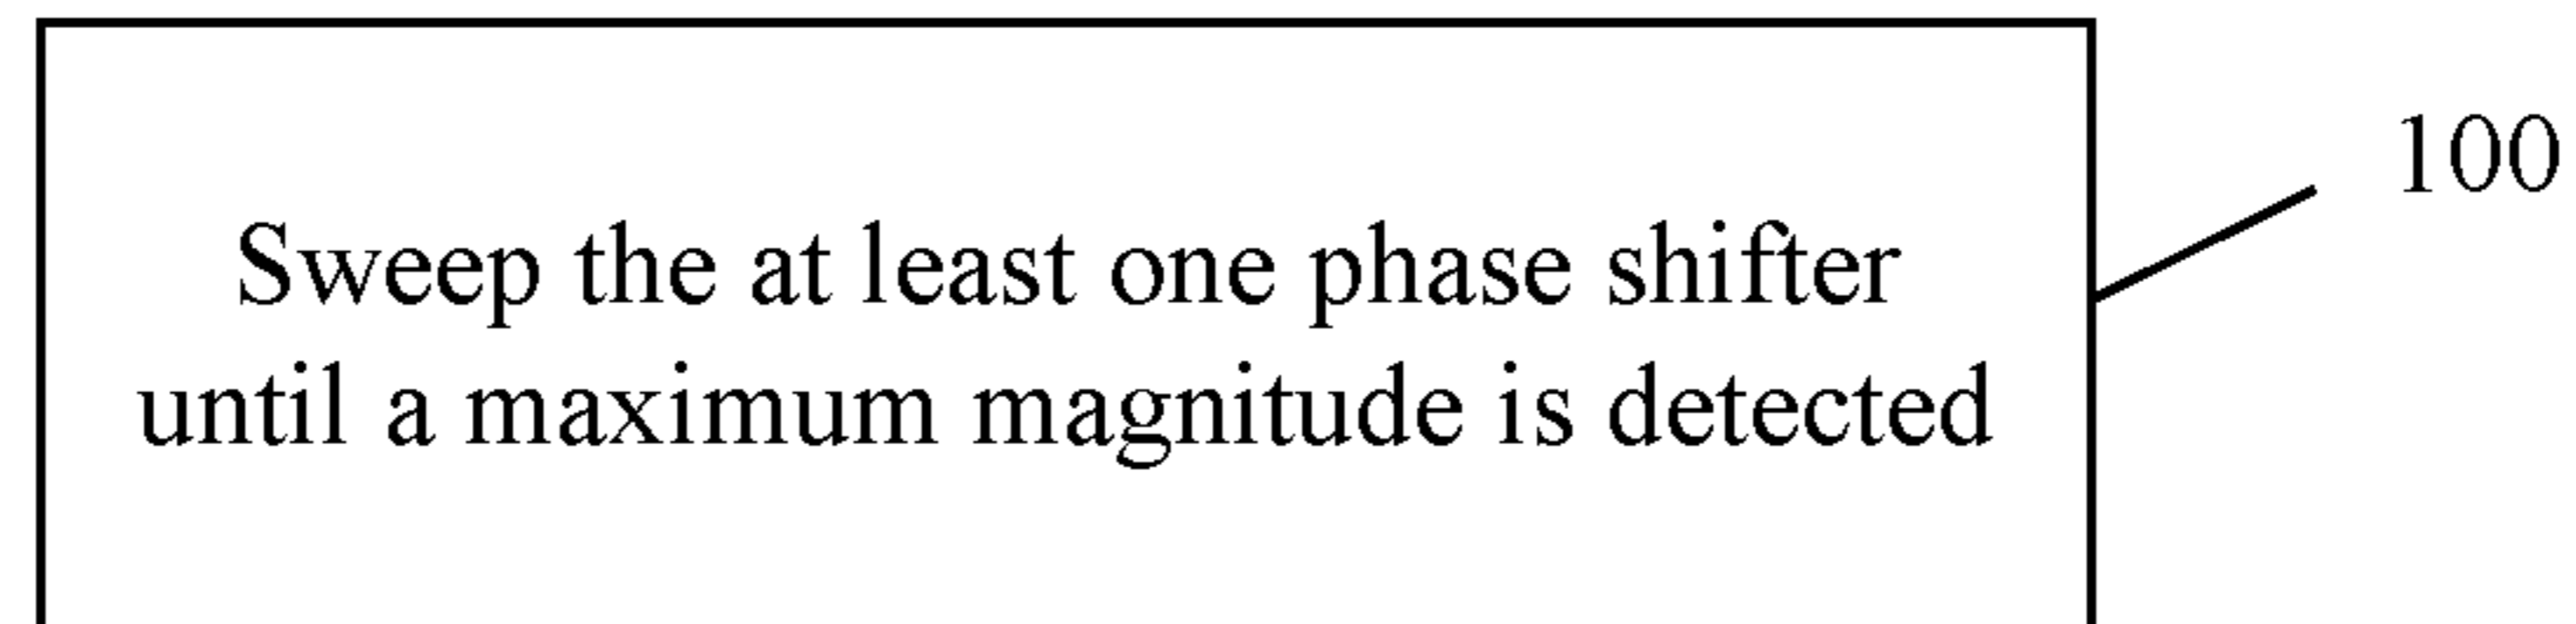 100
Sweep the at least one phase shifter
until a maximum magnitude is detected